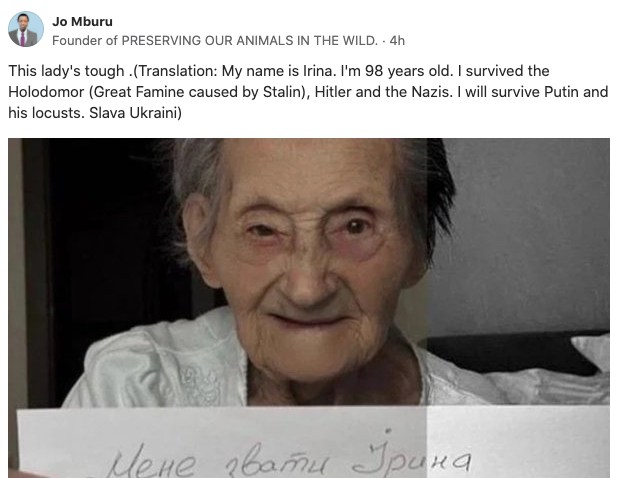 Jo Mburu
Founder of PRESERVING OUR ANIMALS IN THE WILD. · 4h
This lady's tough .(Translation: My name is Irina. I'm 98 years old. I survived the
Holodomor (Great Famine caused by Stalin), Hitler and the Nazis. I will survive Putin and
his locusts. Slava Ukraini)
Мене звати Ірина